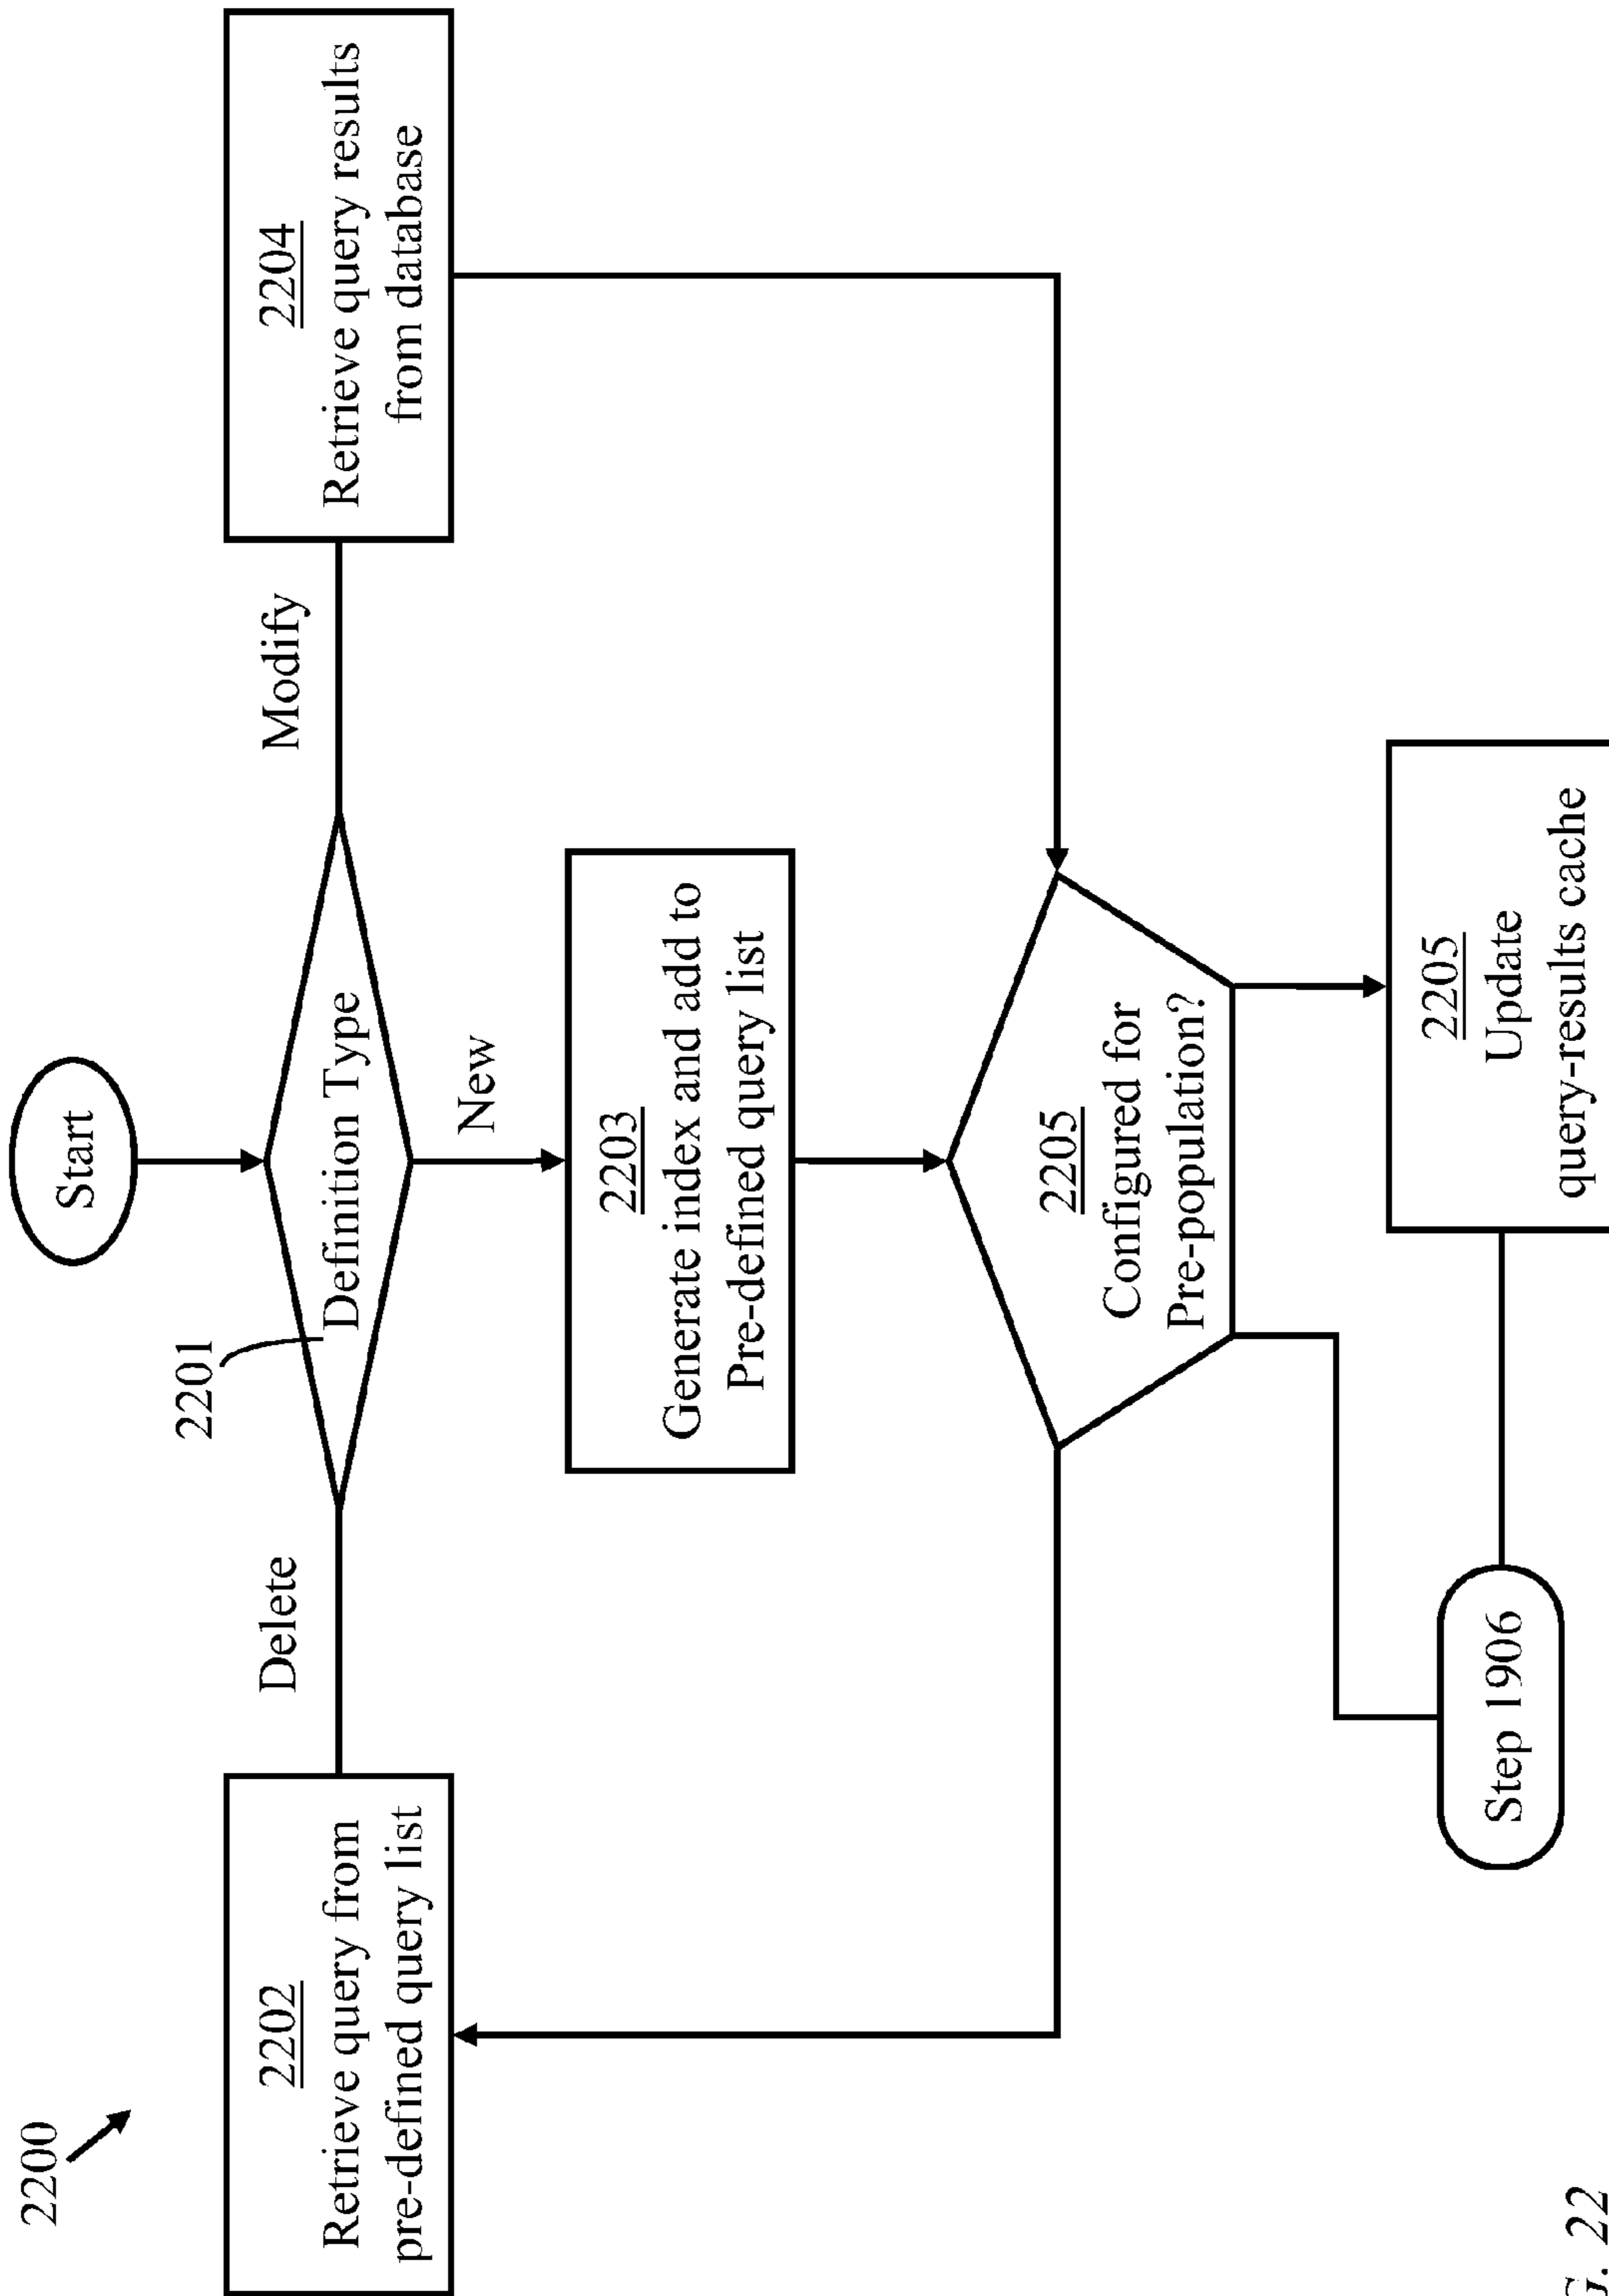 2200
Start
2201
Definition Type
Delete
Modify
New
2202
Retrieve query from
pre-defined query list
2203
Generate index and add to
Pre-defined query list
2204
Retrieve query results
from database
2205
Configured for
Pre-population?
2205
Update
query-results cache
Step 1906
G. 22